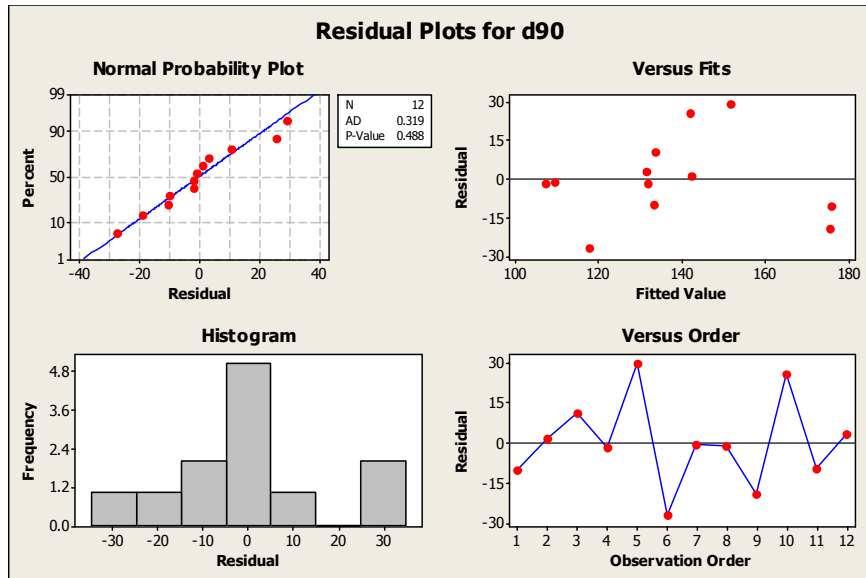 Residual Plots for d90
Normal Probability Plot
99
90
50
10
1
Percent
-40 -20 0 20 40
Residual
N 12
AD 0.319
P-Value 0.488
Versus Fits
30
15
0
-15
-30
Residual
100 120 140 160 180
Fitted Value
Histogram
4.8
3.6
2.4
1.2
0.0
Frequency
-30 -20 -10 0 10 20 30
Residual
Versus Order
30
15
0
-15
-30
Residual
1 2 3 4 5 6 7 8 9 10 11 12
Observation Order